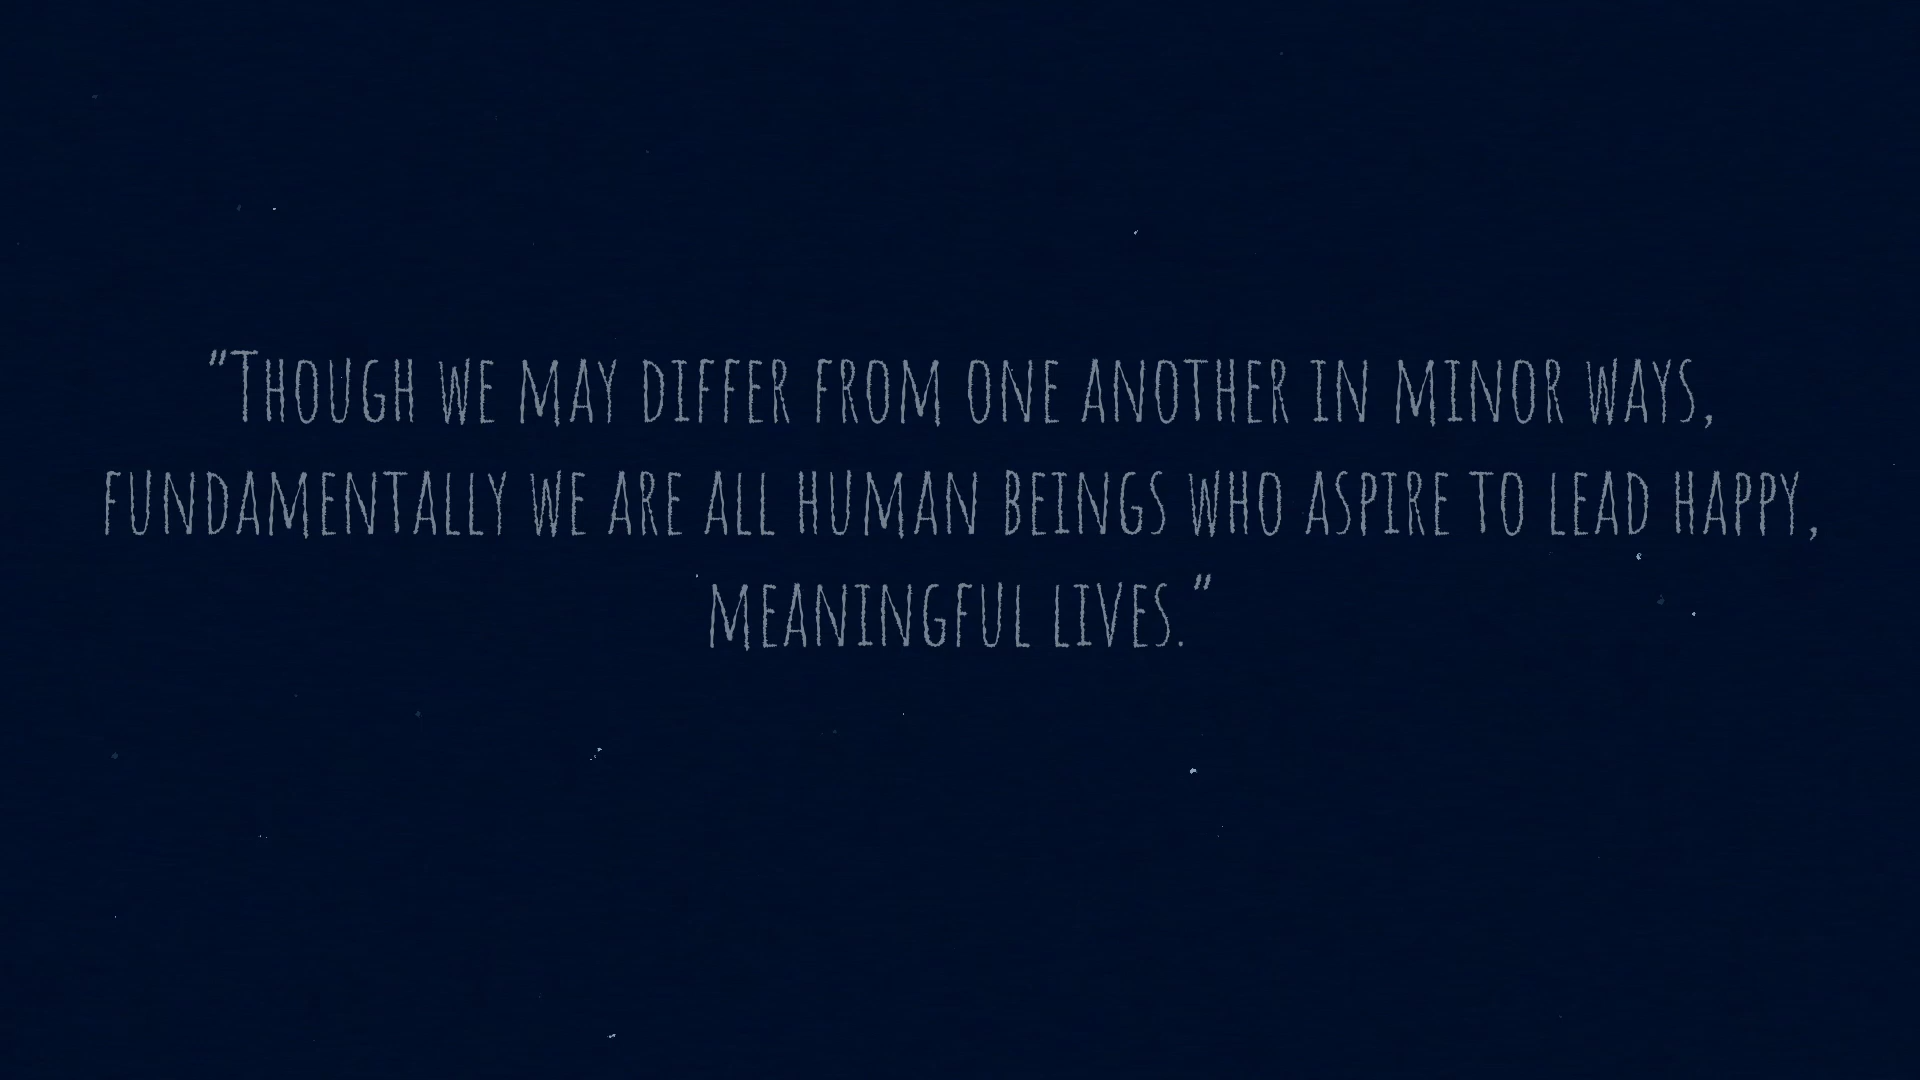 "Though we may differ from one another in minor ways,
fundamentally we are all human beings who aspire to lead happy,
meaningful lives."